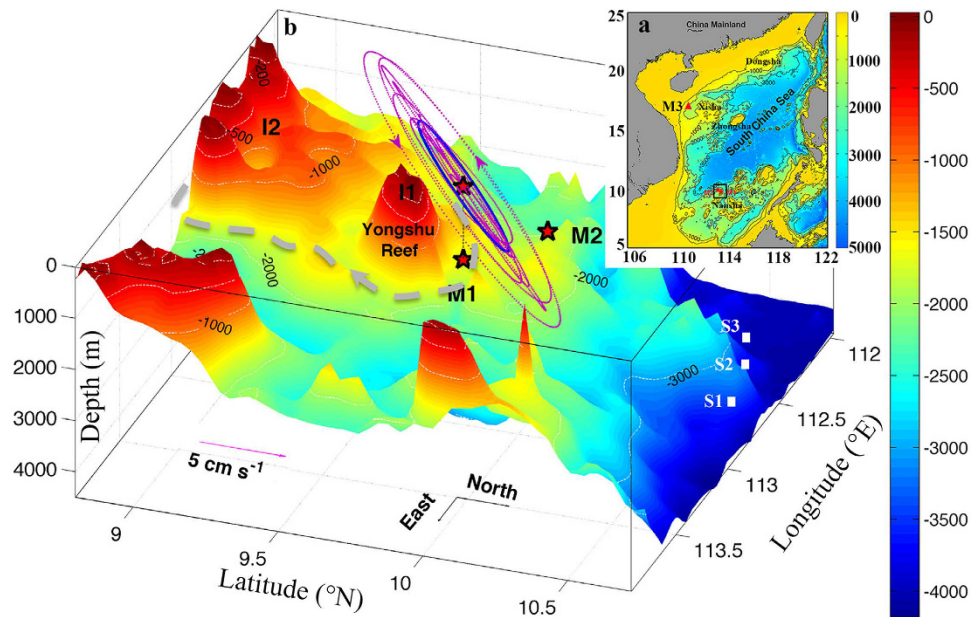 b
a
China Mainland
Dongsha
M3
Xisha
Zhongsha
South China Sea
Nansha
25
20
15
10
5
106
110
114
118
122
0
1000
2000
3000
4000
5000
0
-500
-1000
-1500
-2000
-2500
-3000
-3500
-4000
-200
-500
I2
-1000
I1
Yongshu
Reef
M1
M2
-2000
-2000
-1000
-3000
S3
S2
S1
0
1000
2000
3000
4000
Depth (m)
5 cm s⁻¹
North
East
9
9.5
10
10.5
Latitude (°N)
112
112.5
113
113.5
Longitude (°E)